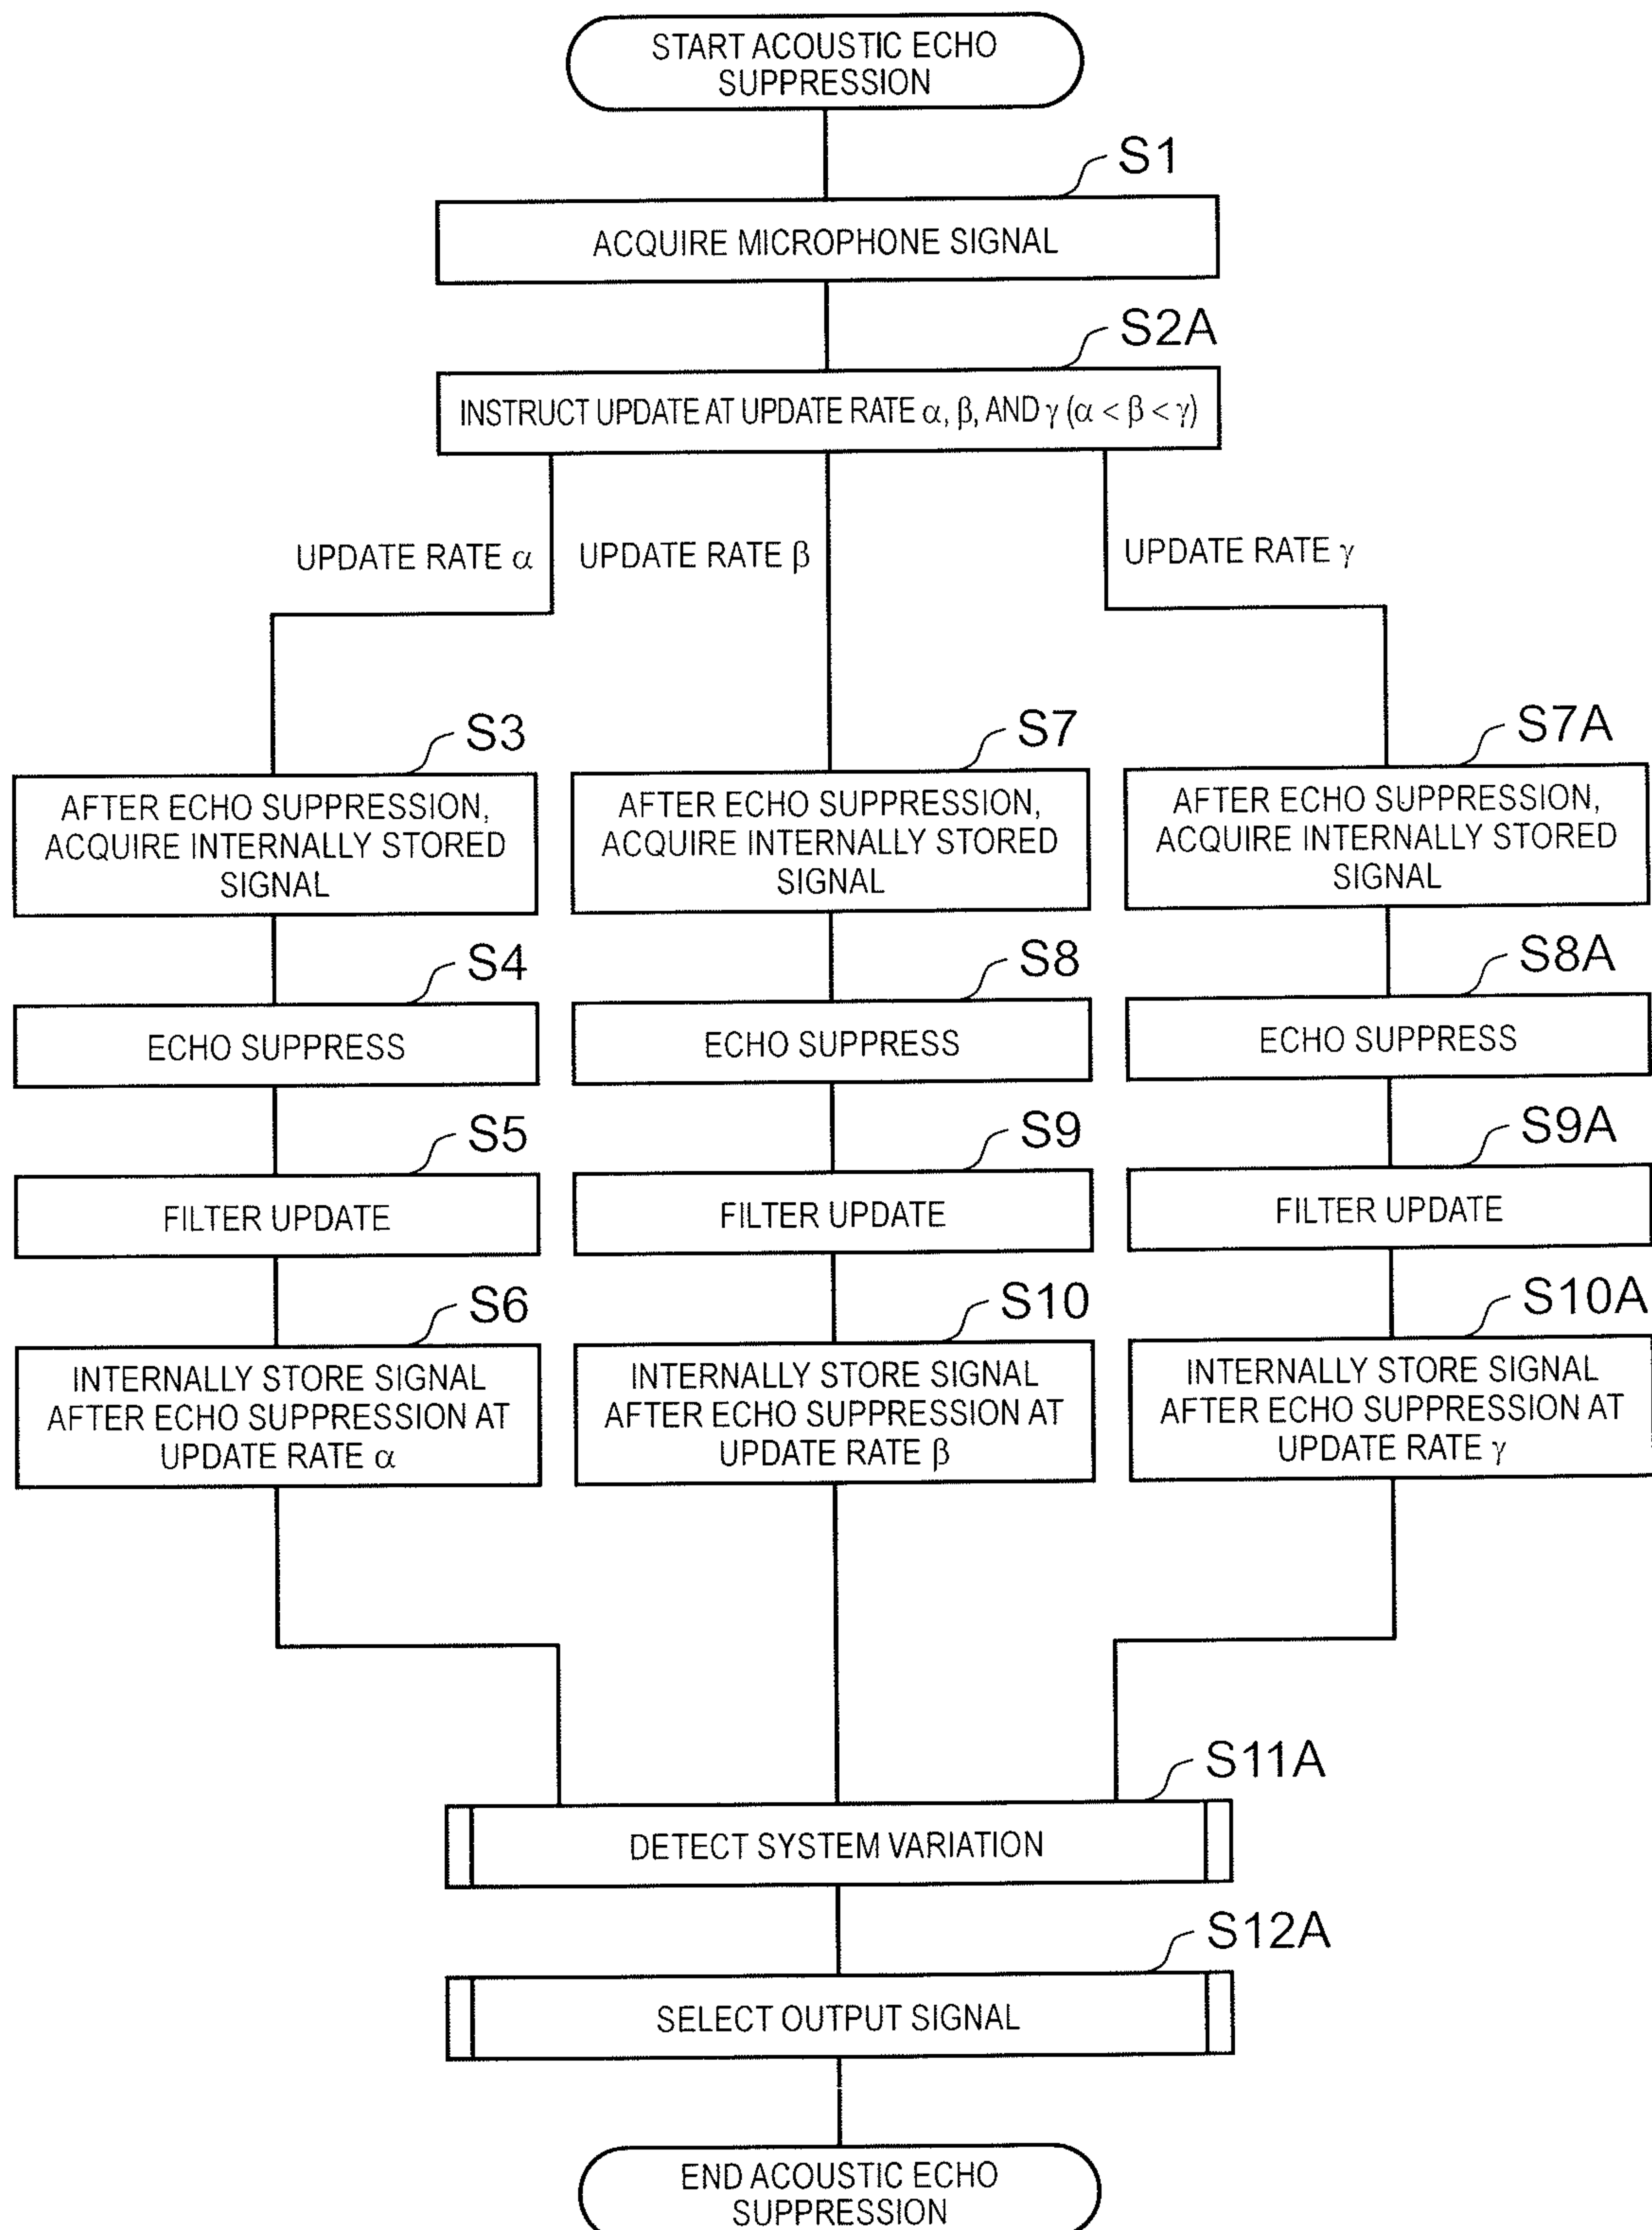 START ACOUSTIC ECHO
SUPPRESSION
S1
ACQUIRE MICROPHONE SIGNAL
S2A
INSTRUCT UPDATE AT UPDATE RATE α, β, AND γ (α < β < γ)
UPDATE RATE α
UPDATE RATE β
UPDATE RATE γ
S3
AFTER ECHO SUPPRESSION,
ACQUIRE INTERNALLY STORED
SIGNAL
S4
ECHO SUPPRESS
S5
FILTER UPDATE
S6
INTERNALLY STORE SIGNAL
AFTER ECHO SUPPRESSION AT
UPDATE RATE α
S7
AFTER ECHO SUPPRESSION,
ACQUIRE INTERNALLY STORED
SIGNAL
S8
ECHO SUPPRESS
S9
FILTER UPDATE
S10
INTERNALLY STORE SIGNAL
AFTER ECHO SUPPRESSION AT
UPDATE RATE β
S7A
AFTER ECHO SUPPRESSION,
ACQUIRE INTERNALLY STORED
SIGNAL
S8A
ECHO SUPPRESS
S9A
FILTER UPDATE
S10A
INTERNALLY STORE SIGNAL
AFTER ECHO SUPPRESSION AT
UPDATE RATE γ
S11A
DETECT SYSTEM VARIATION
S12A
SELECT OUTPUT SIGNAL
END ACOUSTIC ECHO
SUPPRESSION